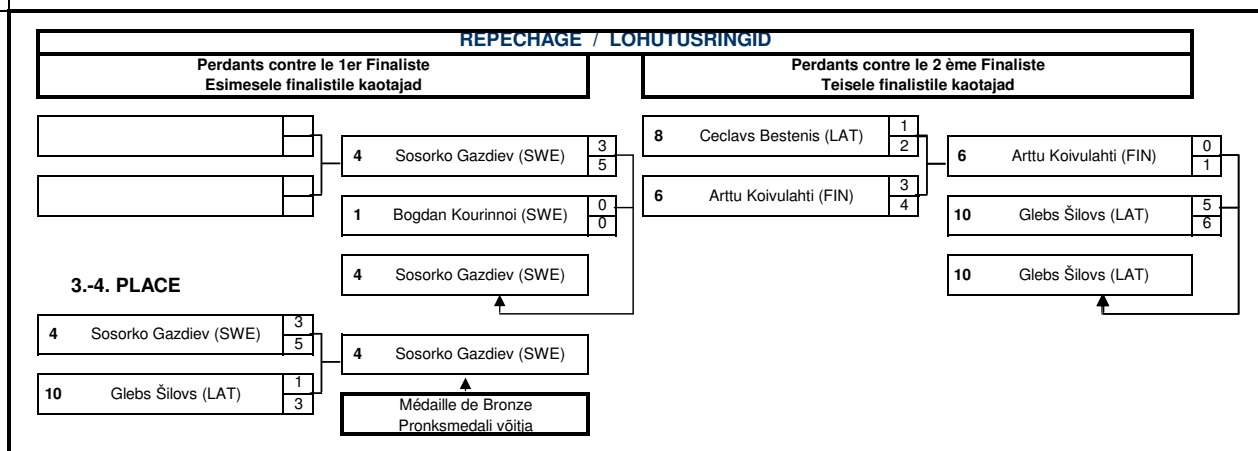 REPECHAGE / LOHUTUSRINGID
Perdants contre le 1er Finaliste
Esimesele finalistile kaotajad
Perdants contre le 2 ème Finaliste
Teisele finalistile kaotajad
4 Sosorko Gazdiev (SWE) 3 5
1 Bogdan Kourinnoi (SWE) 0 0
4 Sosorko Gazdiev (SWE)
8 Ceclavs Bestenis (LAT) 1 2
6 Arttu Koivulahti (FIN) 3 4
6 Arttu Koivulahti (FIN) 0 1
10 Glebs Šilovs (LAT) 5 6
10 Glebs Šilovs (LAT)
3.-4. PLACE
4 Sosorko Gazdiev (SWE) 3 5
10 Glebs Šilovs (LAT) 1 3
4 Sosorko Gazdiev (SWE)
Médaille de Bronze
Pronksmedali võitja